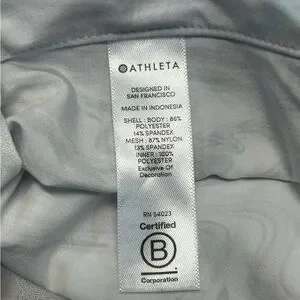 ATHLETA
DESIGNED IN
SAN FRANCISCO
MADE IN INDONESIA
SHELL : BODY : 86%
POLYESTER
14% SPANDEX
MESH : 87% NYLON
13% SPANDEX
INNER : 100%
POLYESTER
Exclusive Of
Decoration
RN 54023
Certified
B
Corporation